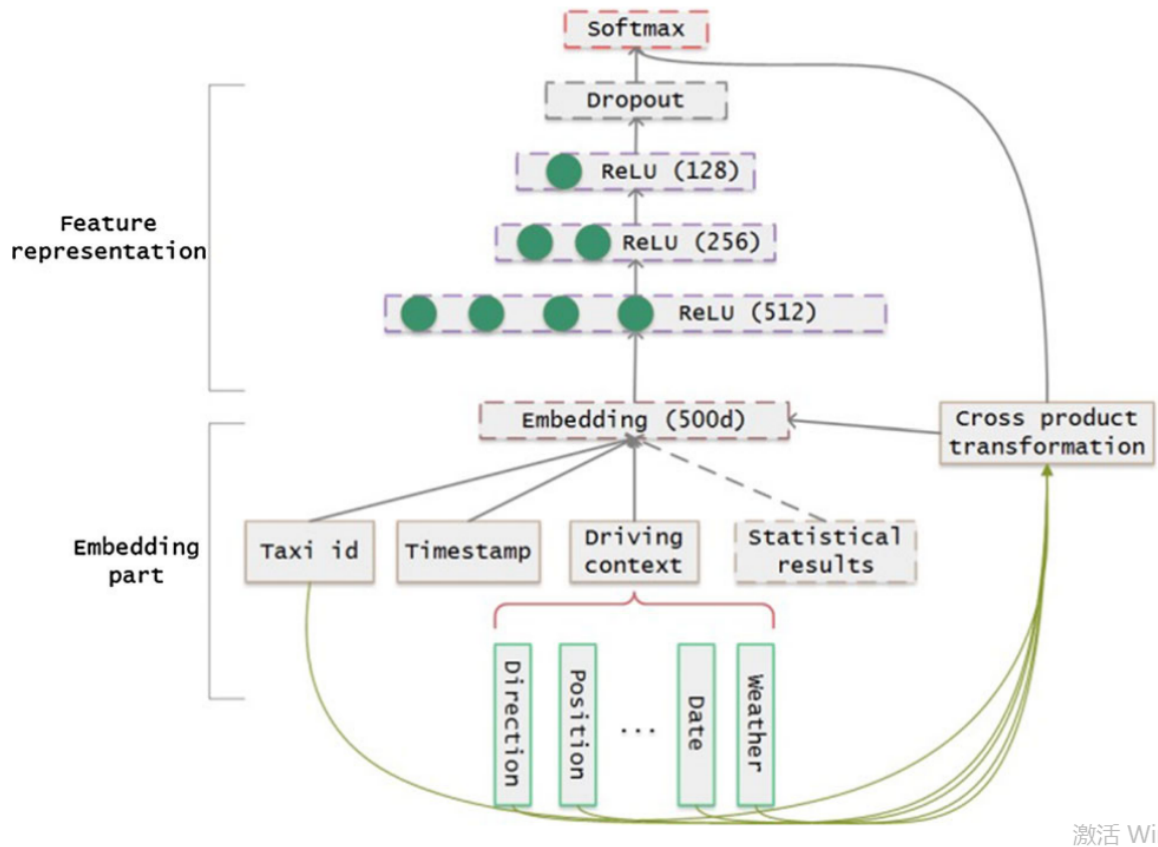 Softmax
Dropout
ReLU (128)
Feature
representation
ReLU (256)
ReLU (512)
Embedding (500d)
Cross product
transformation
Embedding
part
Taxi id
Timestamp
Driving
context
Statistical
results
Direction
Position
...
Date
Weather
激活 Wi